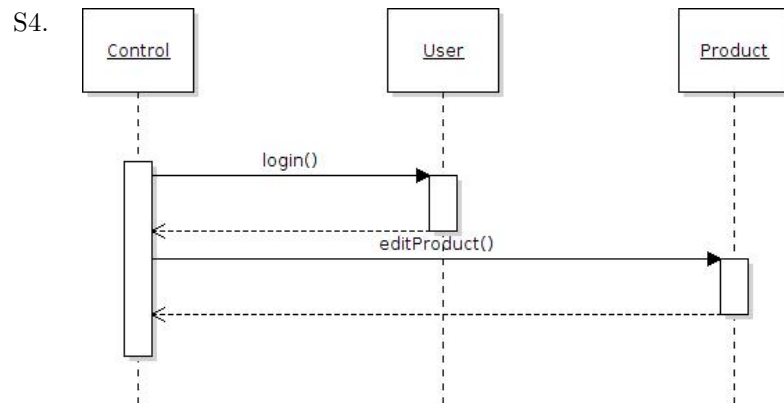 S4.
Control User Product
login()
editProduct()